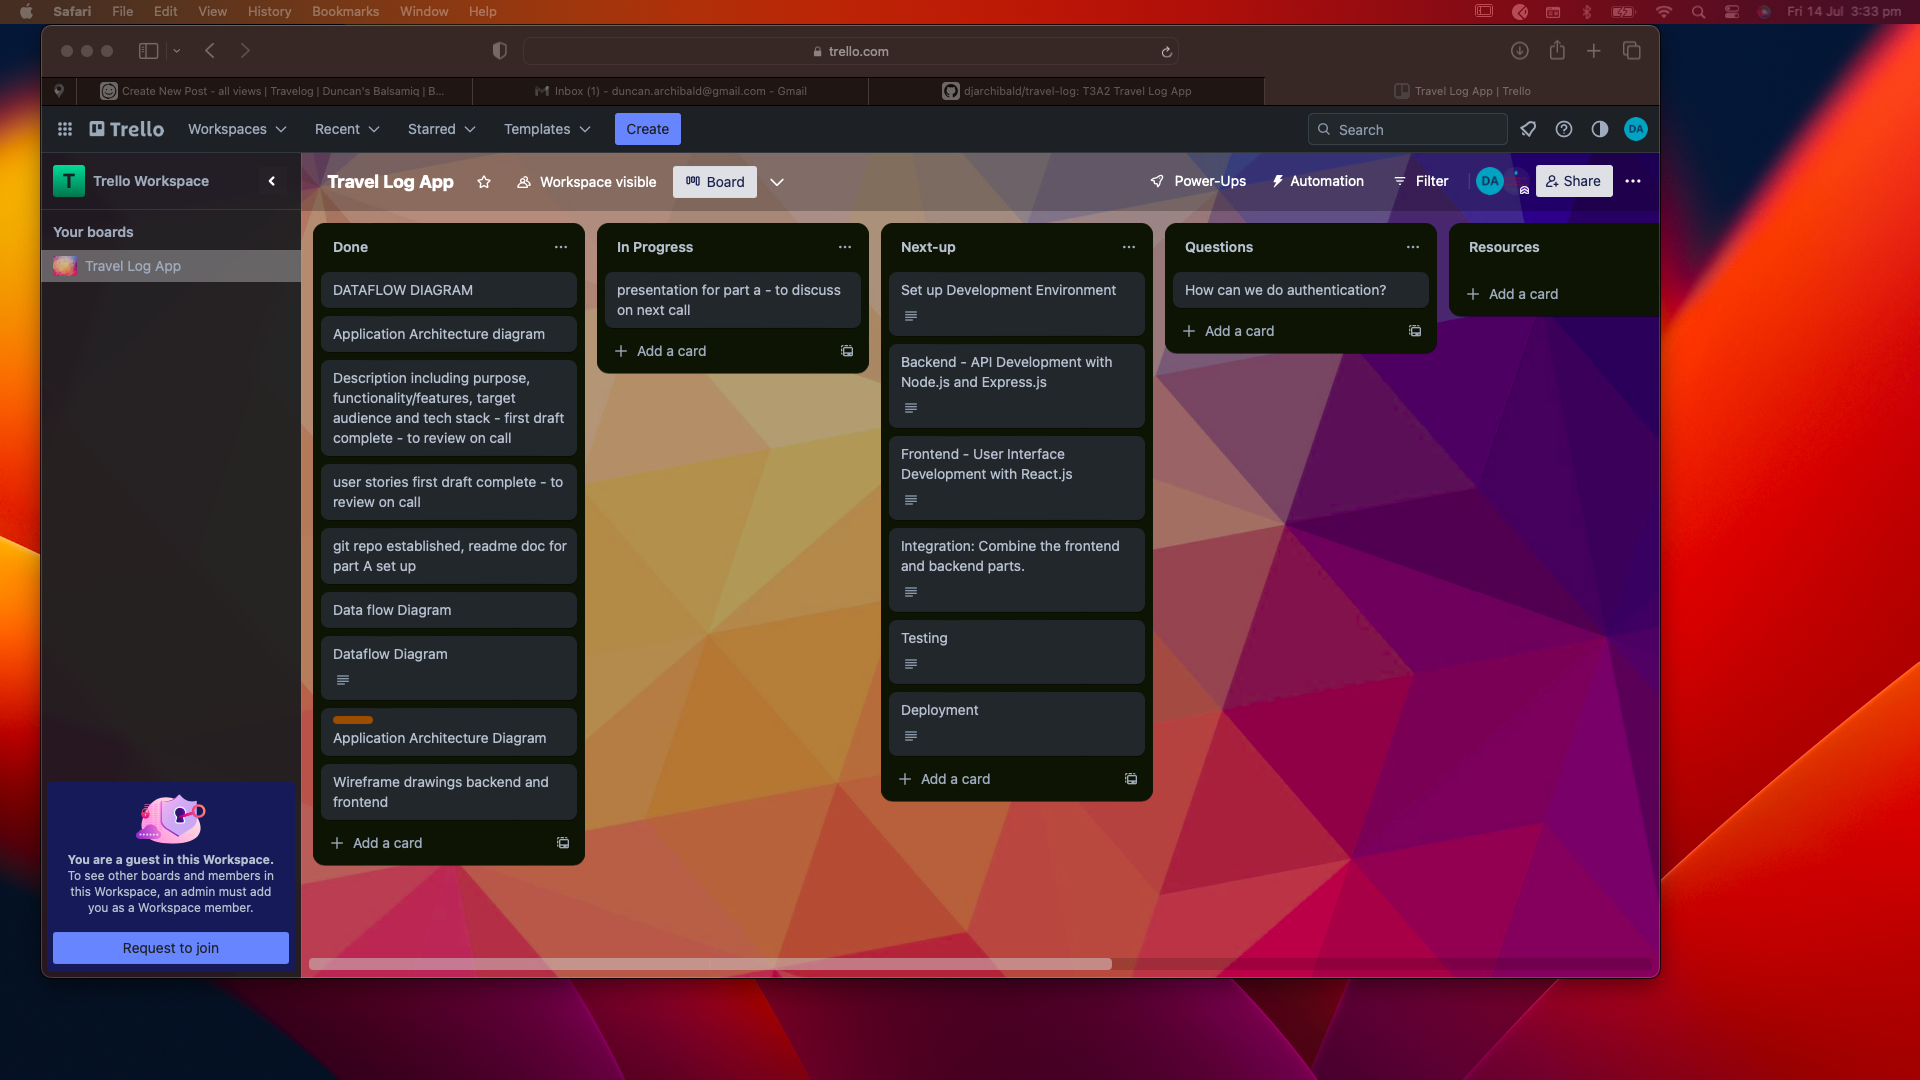 Safari File Edit View History Bookmarks Window Help
Fri 14 Jul 3:33 pm
trello.com
Create New Post - all views | Travelog | Duncan's Balsamiq | B...
Inbox (1) - duncan.archibald@gmail.com - Gmail
djarchibald/travel-log: T3A2 Travel Log App
Travel Log App | Trello
Trello
Workspaces
Recent
Starred
Templates
Create
Search
DA
T
Trello Workspace
Travel Log App
Workspace visible
Board
Power-Ups
Automation
Filter
DA
Share
Your boards
Travel Log App
Done
DATAFLOW DIAGRAM
Application Architecture diagram
Description including purpose,
functionality/features, target
audience and tech stack - first draft
complete - to review on call
user stories first draft complete - to
review on call
git repo established, readme doc for
part A set up
Data flow Diagram
Dataflow Diagram
Application Architecture Diagram
Wireframe drawings backend and
frontend
Add a card
In Progress
presentation for part a - to discuss
on next call
Add a card
Next-up
Set up Development Environment
Backend - API Development with
Node.js and Express.js
Frontend - User Interface
Development with React.js
Integration: Combine the frontend
and backend parts.
Testing
Deployment
Add a card
Questions
How can we do authentication?
Add a card
Resources
Add a card
You are a guest in this Workspace.
To see other boards and members in
this Workspace, an admin must add
you as a Workspace member.
Request to join